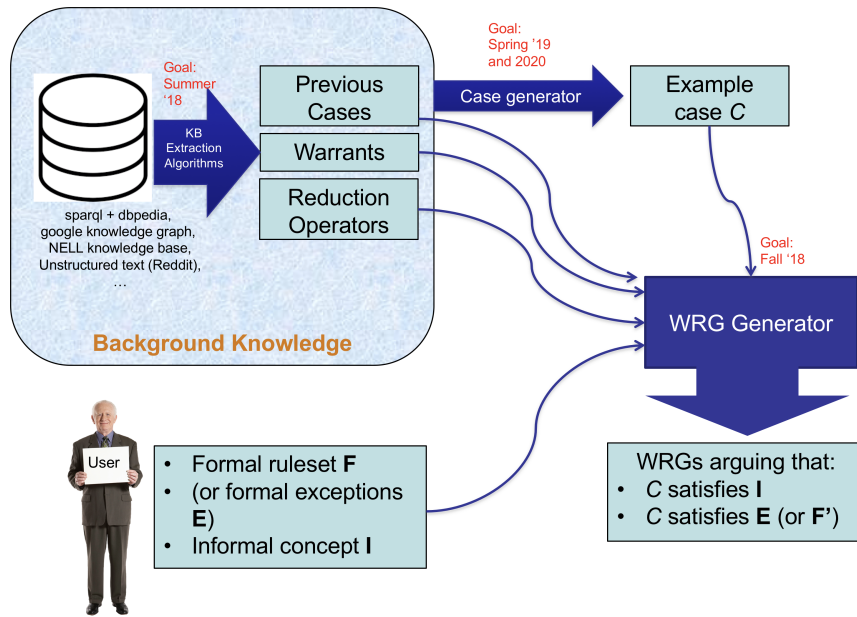 Goal:
Summer
‘18
KB
Extraction
Algorithms
sparql + dbpedia,
google knowledge graph,
NELL knowledge base,
Unstructured text (Reddit),
…
Previous
Cases
Warrants
Reduction
Operators
Background Knowledge
Goal:
Spring ’19
and 2020
Case generator
Example
case C
Goal:
Fall ‘18
WRG Generator
User
• Formal ruleset F
• (or formal exceptions
E)
• Informal concept I
WRGs arguing that:
• C satisfies I
• C satisfies E (or F’)